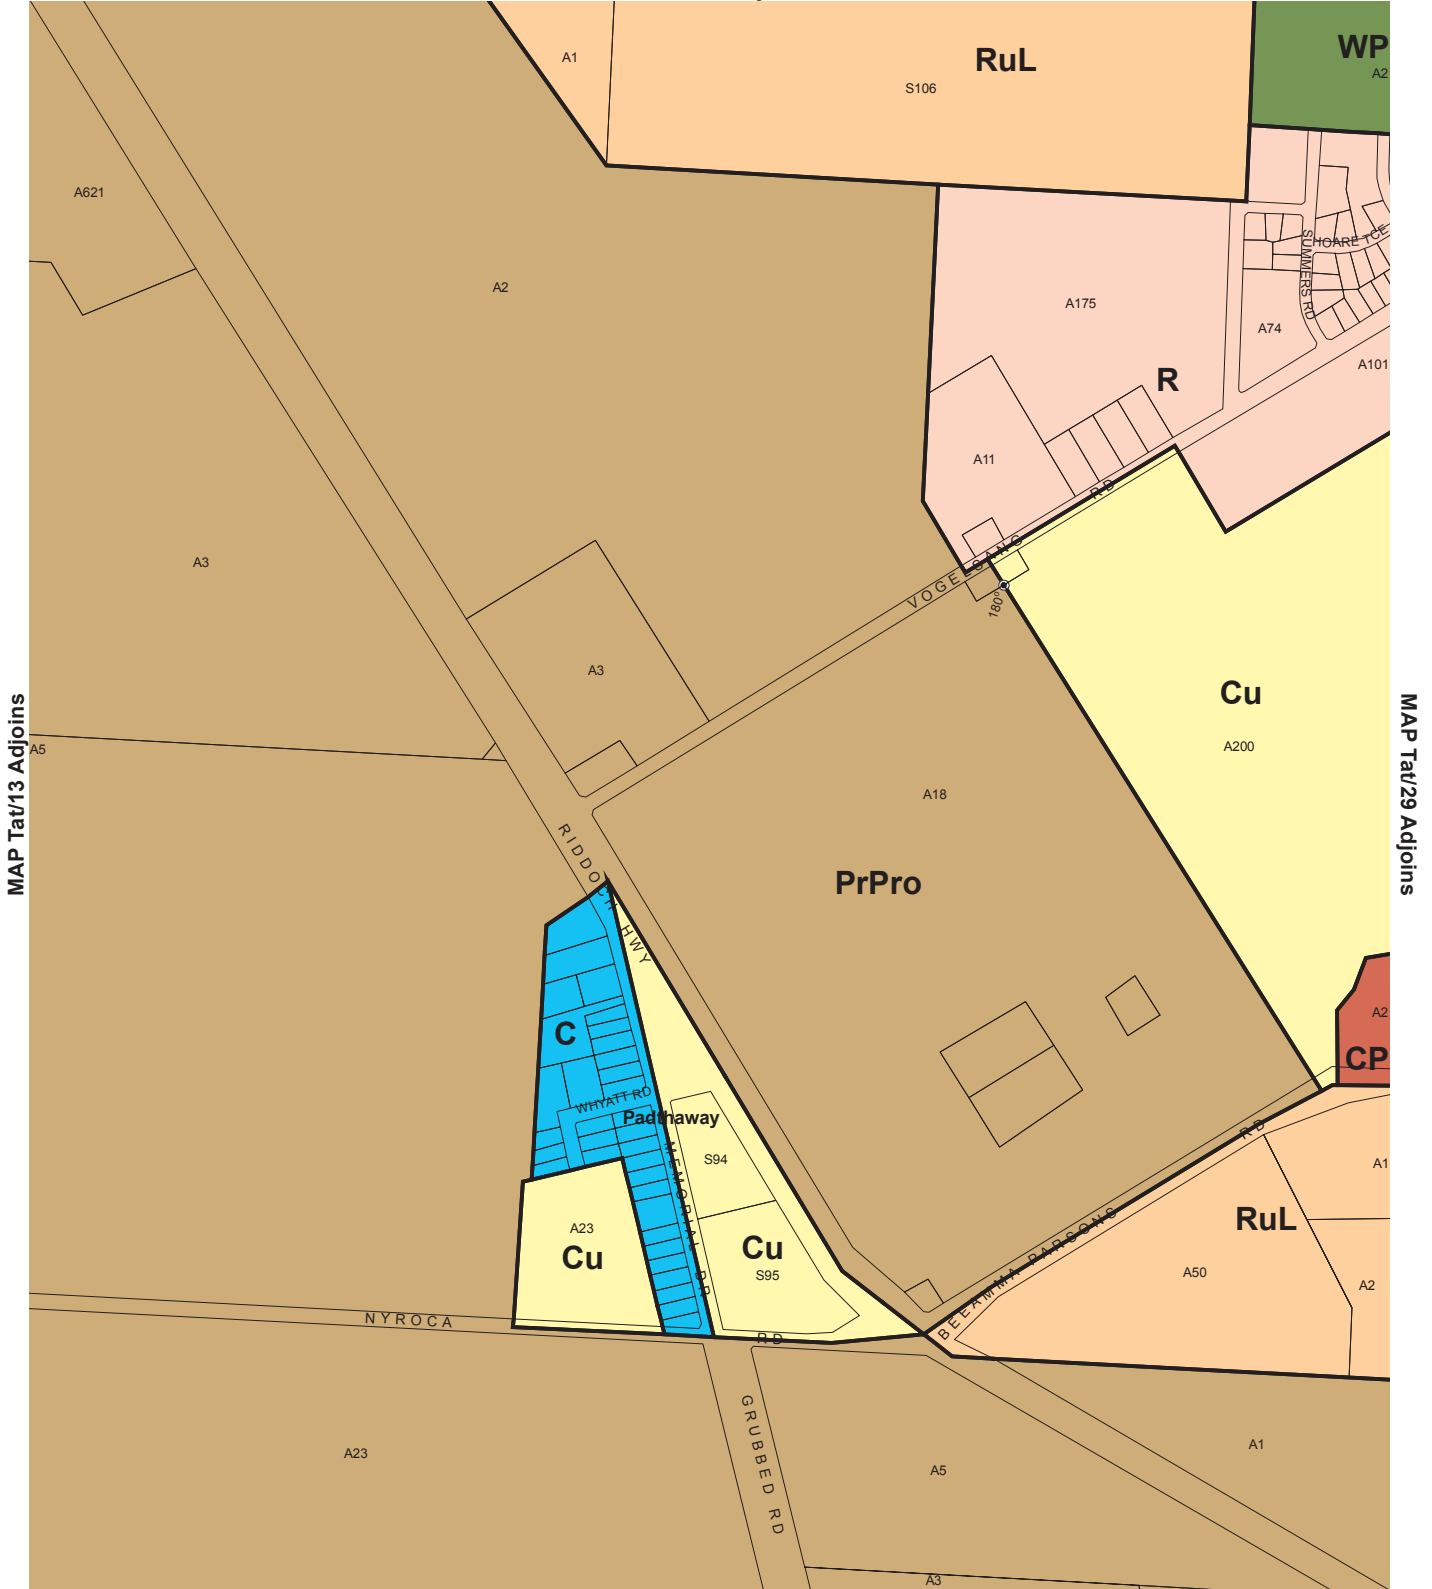 A1
RuL
S106
WP
A2
A621
A2
A175
SUMMERS RD
HOARE TCE
A74
A101
R
A11
A3
VOGELSANG RD
180°
A3
Cu
A200
MAP Tat/13 Adjoins
MAP Tat/29 Adjoins
A5
A18
PrPro
RIDDOCH HWY
C
A2
CP
WHYATT RD
Padthaway
MEMORIAL DR
S94
A23
Cu
Cu
S95
BEEAMMA PARSONS RD
A1
RuL
A50
A2
NYROCA RD
GRUBBED RD
A23
A5
A1
A3